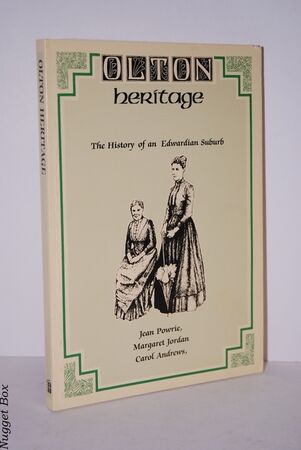 OLTON
heritage
The History of an Edwardian Suburb
Jean Powrie,
Margaret Jordan
Carol Andrews,
OLTON HERITAGE
Nugget Box